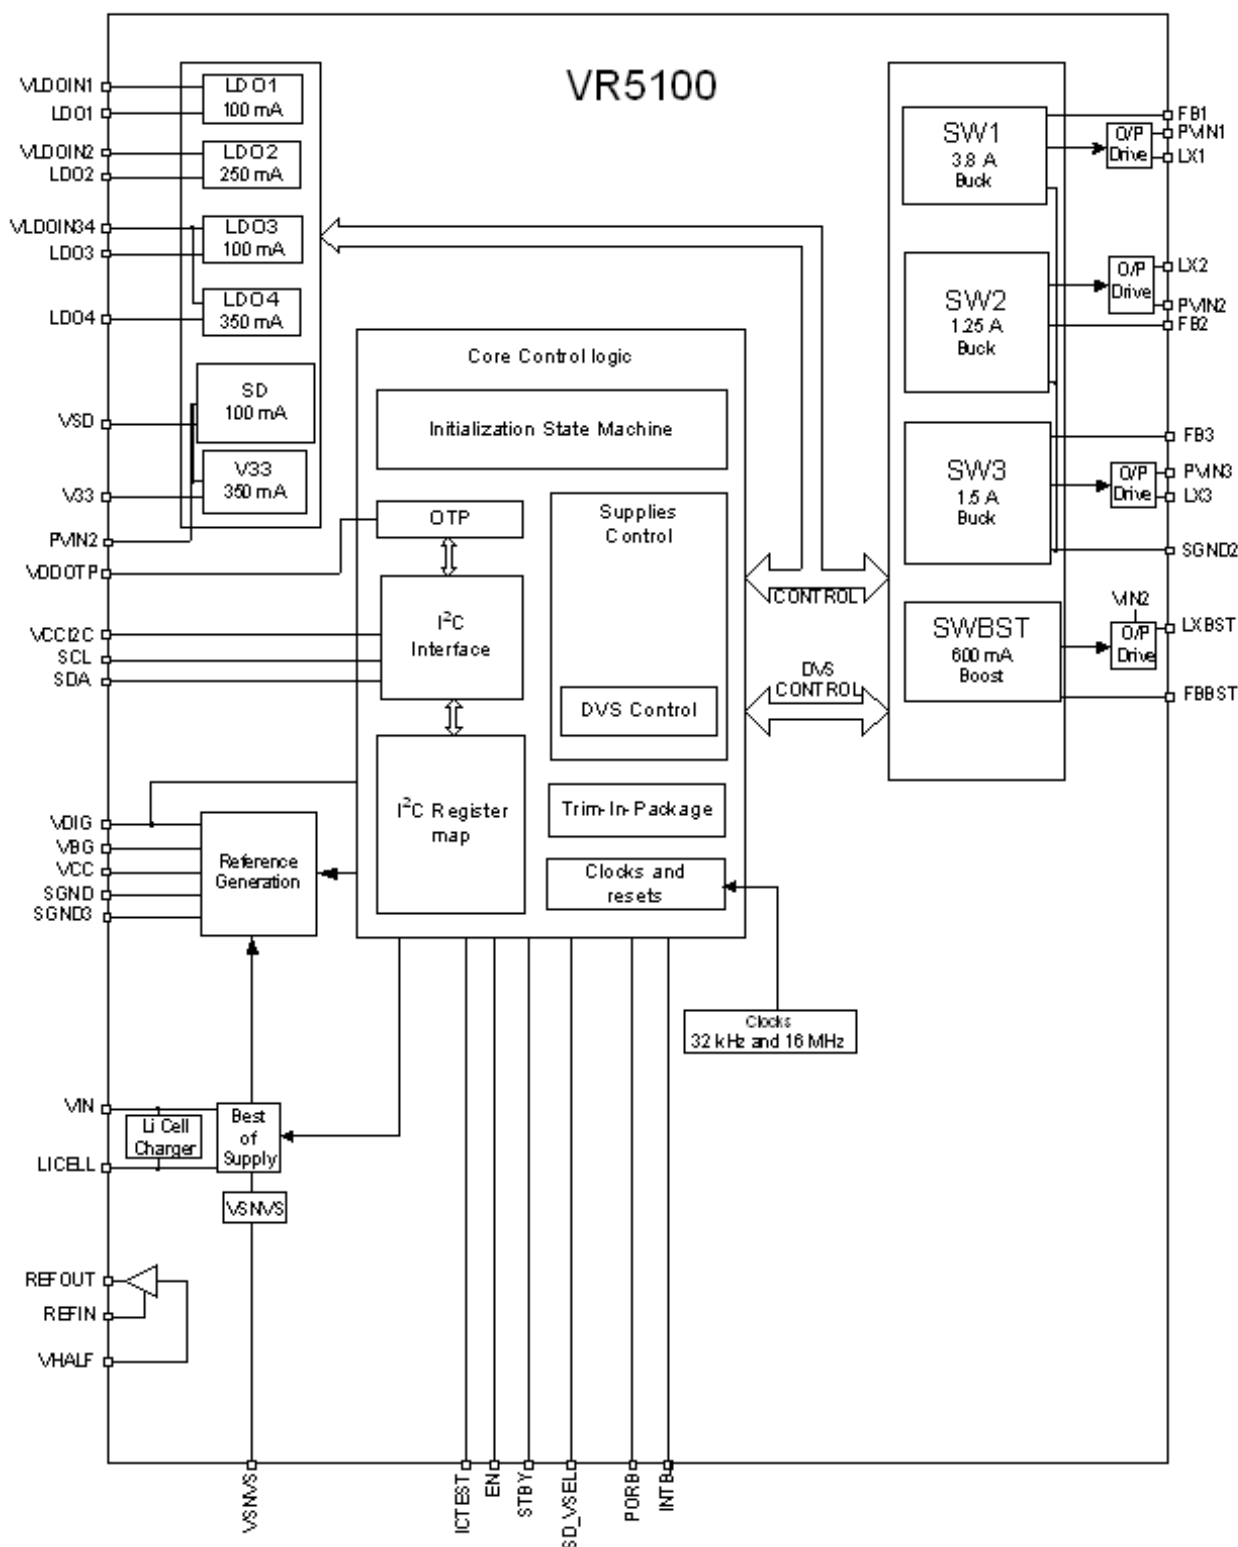 VR5100
VLDOIN1
LDO1
LDO1
100 mA
VLDOIN2
LDO2
LDO2
250 mA
VLDOIN34
LDO3
LDO3
100 mA
LDO4
LDO4
350 mA
VSD
SD
100 mA
V33
V33
350 mA
PVIN2
VDDOTP
VCCI2C
SCL
SDA
Core Control logic
Initialization State Machine
OTP
I²C
Interface
I²C Register
map
Supplies
Control
DVS Control
Trim-In-Package
Clocks and
resets
CONTROL
DVS
CONTROL
SW1
3.8 A
Buck
O/P
Drive
FB1
PVIN1
LX1
SW2
1.25 A
Buck
O/P
Drive
LX2
PVIN2
FB2
SW3
1.5 A
Buck
O/P
Drive
FB3
PVIN3
LX3
SGND2
SWBST
600 mA
Boost
VIN2
O/P
Drive
LXBST
FBBST
VDIG
VBG
VCC
SGND
SGND3
Reference
Generation
Clocks
32 kHz and 16 MHz
VIN
Li Cell
Charger
LICELL
Best
of
Supply
VSNVS
REFOUT
REFIN
VHALF
VSNVS
ICTEST
EN
STBY
SD_VSEL
PORB
INTB